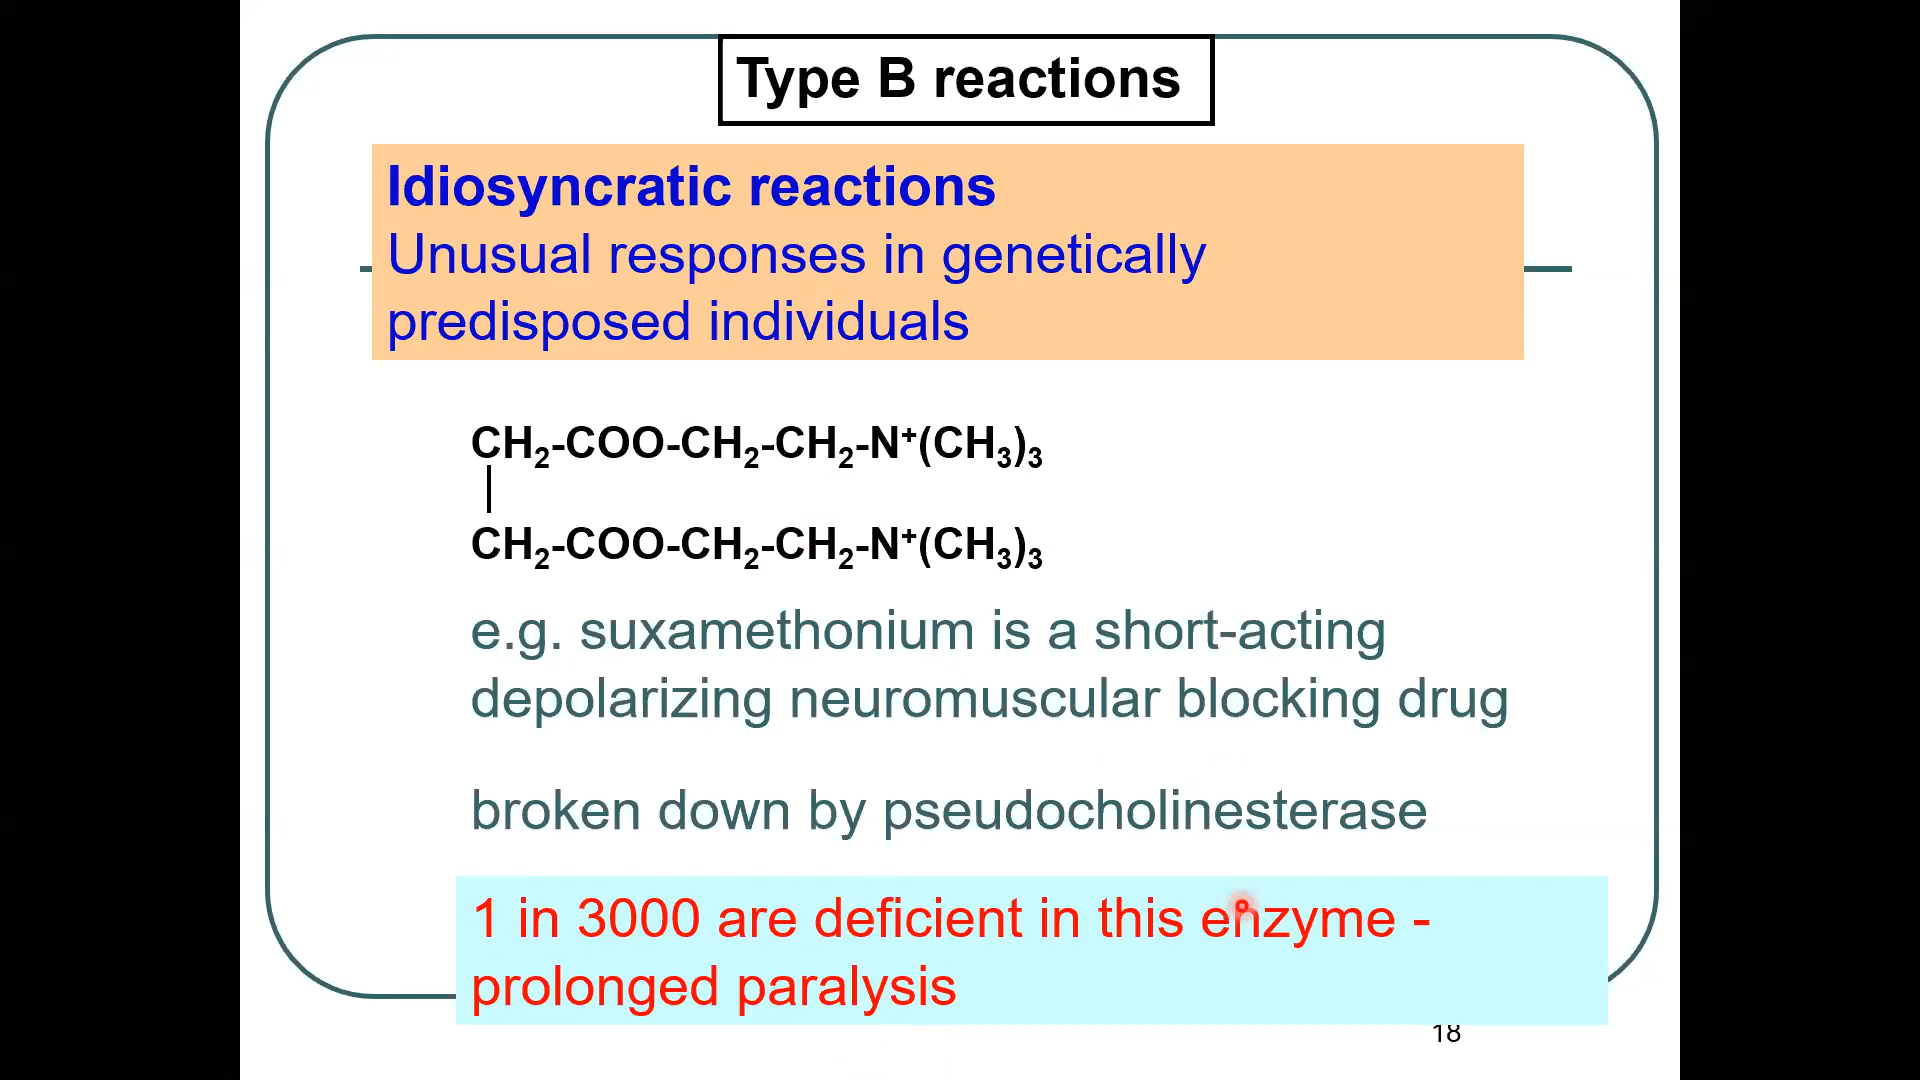 Type B reactions
Idiosyncratic reactions
Unusual responses in genetically
predisposed individuals
CH₂-COO-CH₂-CH₂-N⁺(CH₃)₃
CH₂-COO-CH₂-CH₂-N⁺(CH₃)₃
e.g. suxamethonium is a short-acting
depolarizing neuromuscular blocking drug
broken down by pseudocholinesterase
1 in 3000 are deficient in this enzyme -
prolonged paralysis
18